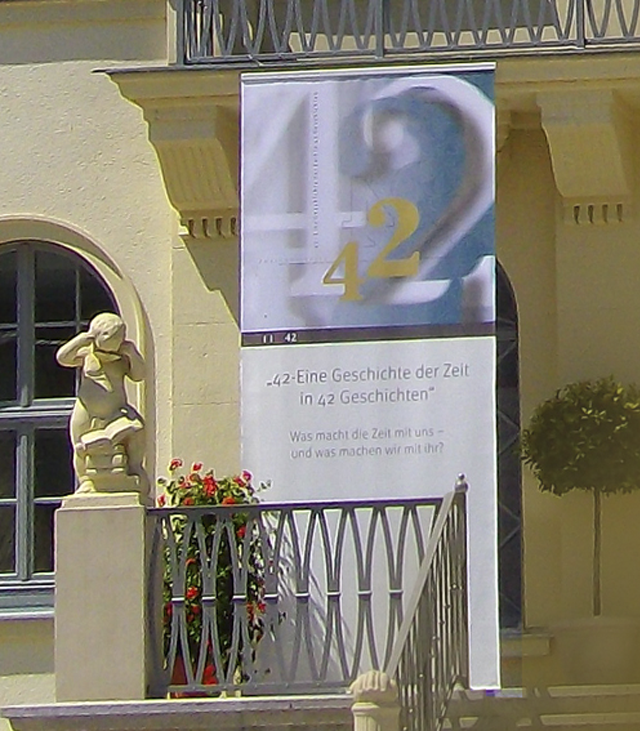 42
42
42
„42-Eine Geschichte der Zeit
in 42 Geschichten“
Was macht die Zeit mit uns –
und was machen wir mit ihr?